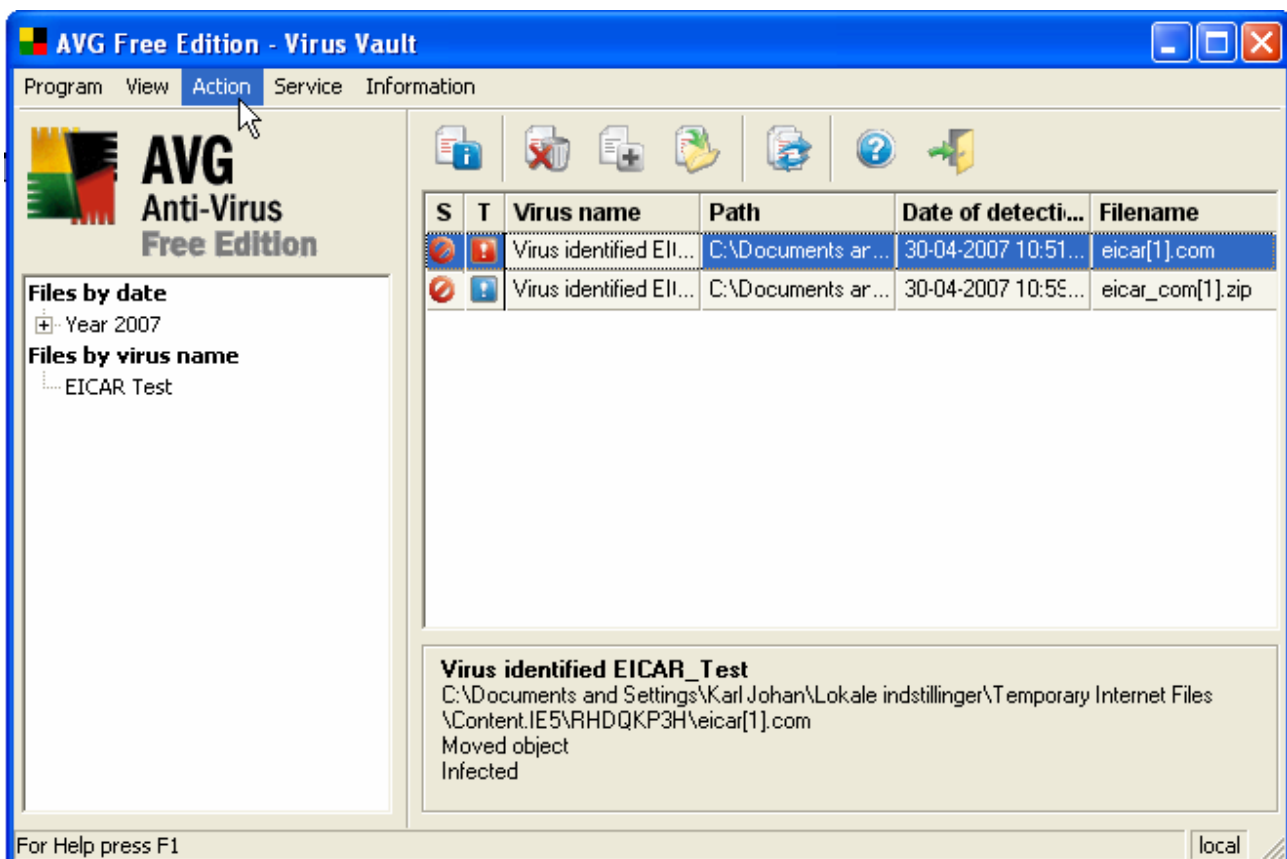 AVG Free Edition - Virus Vault
Program View Action Service Information
AVG
Anti-Virus
Free Edition
Files by date
Year 2007
Files by virus name
EICAR Test
S T Virus name Path Date of detecti... Filename
Virus identified EI(... C:\Documents ar... 30-04-2007 10:51... eicar[1].com
Virus identified EI(... C:\Documents ar... 30-04-2007 10:59... eicar_com[1].zip
Virus identified EICAR_Test
C:\Documents and Settings\Karl Johan\Lokale indstillinger\Temporary Internet Files
\Content.IE5\RHDQKP3H\eicar[1].com
Moved object
Infected
For Help press F1
local